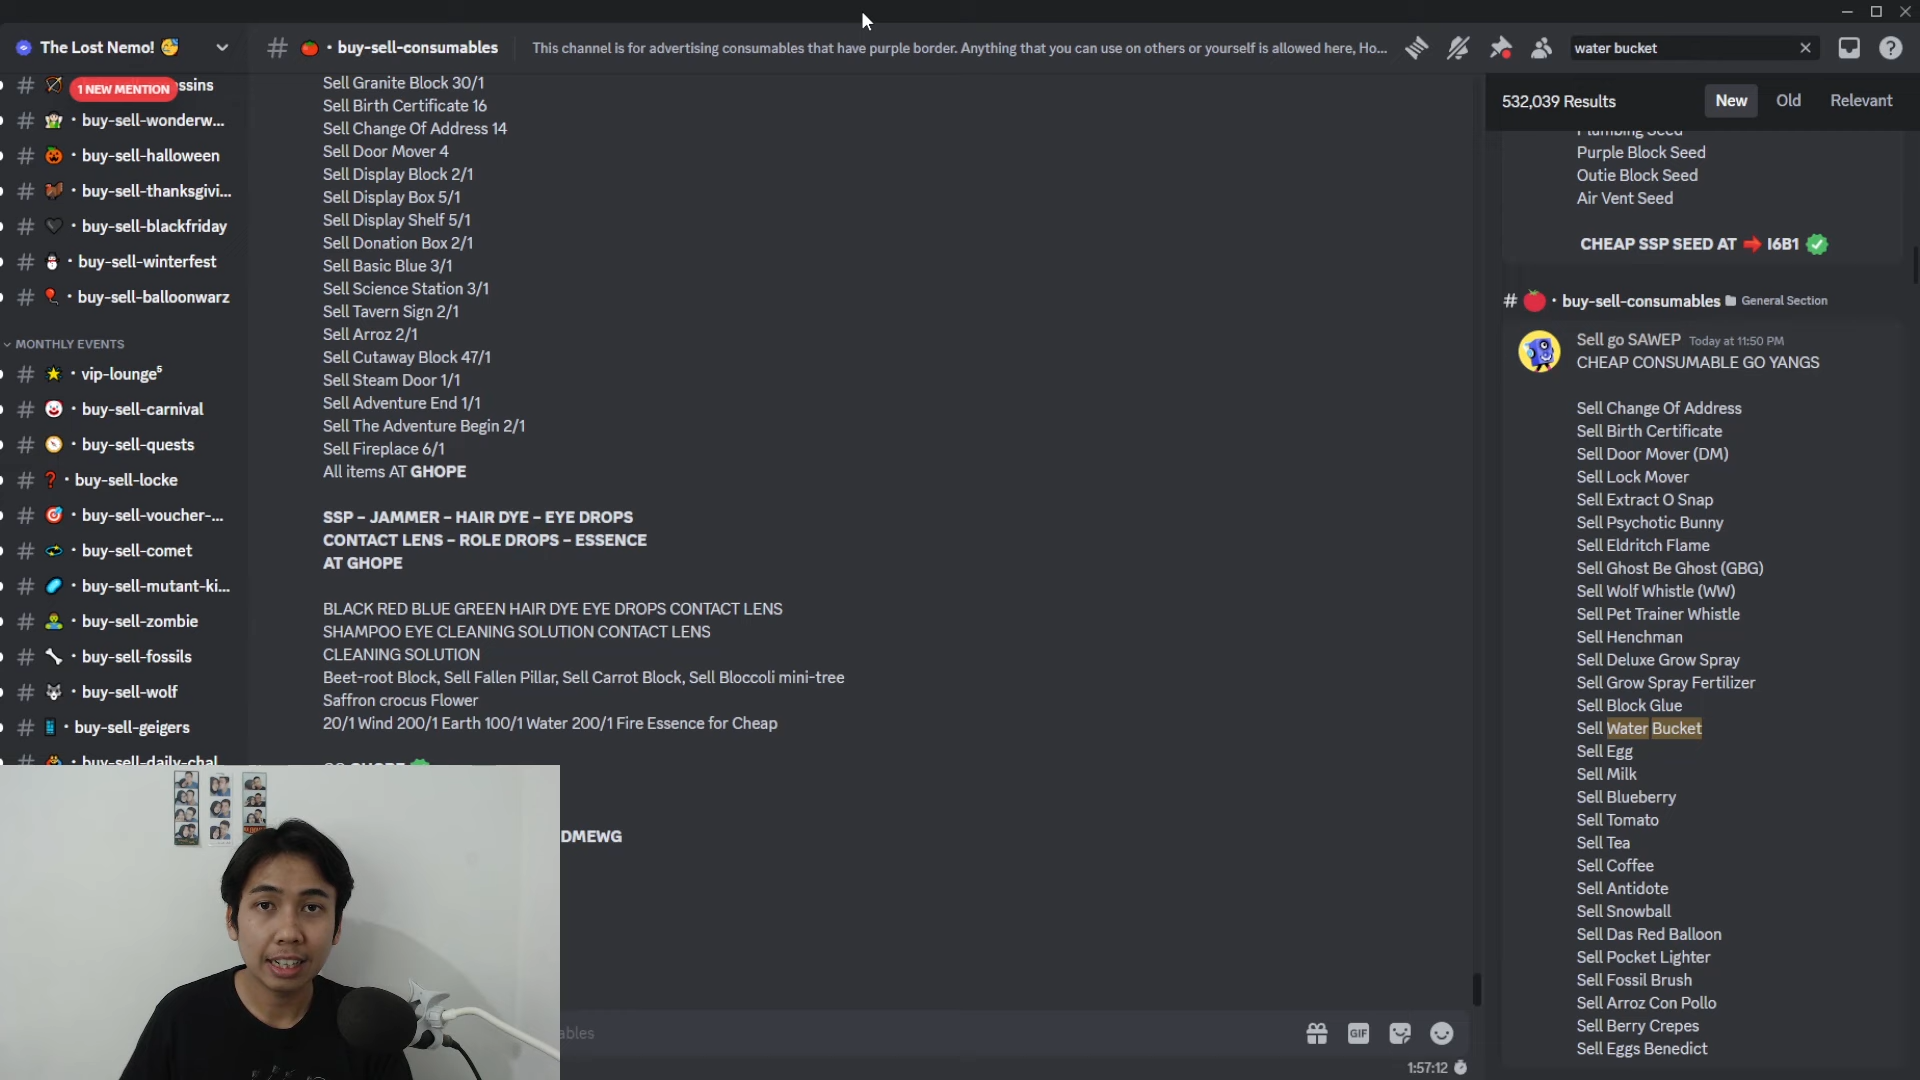 The Lost Nemo!
1 NEW MENTION
ssins
buy-sell-wonderw...
buy-sell-halloween
buy-sell-thanksgivi...
buy-sell-blackfriday
buy-sell-winterfest
buy-sell-balloonwarz
MONTHLY EVENTS
vip-lounge⁵
buy-sell-carnival
buy-sell-quests
buy-sell-locke
buy-sell-voucher-...
buy-sell-comet
buy-sell-mutant-ki...
buy-sell-zombie
buy-sell-fossils
buy-sell-wolf
buy-sell-geigers
buy-sell-daily-chal
# buy-sell-consumables
This channel is for advertising consumables that have purple border. Anything that you can use on others or yourself is allowed here, Ho...
water bucket
Sell Granite Block 30/1
Sell Birth Certificate 16
Sell Change Of Address 14
Sell Door Mover 4
Sell Display Block 2/1
Sell Display Box 5/1
Sell Display Shelf 5/1
Sell Donation Box 2/1
Sell Basic Blue 3/1
Sell Science Station 3/1
Sell Tavern Sign 2/1
Sell Arroz 2/1
Sell Cutaway Block 47/1
Sell Steam Door 1/1
Sell Adventure End 1/1
Sell The Adventure Begin 2/1
Sell Fireplace 6/1
All items AT GHOPE
SSP - JAMMER - HAIR DYE - EYE DROPS
CONTACT LENS - ROLE DROPS - ESSENCE
AT GHOPE
BLACK RED BLUE GREEN HAIR DYE EYE DROPS CONTACT LENS
SHAMPOO EYE CLEANING SOLUTION CONTACT LENS
CLEANING SOLUTION
Beet-root Block, Sell Fallen Pillar, Sell Carrot Block, Sell Bloccoli mini-tree
Saffron crocus Flower
20/1 Wind 200/1 Earth 100/1 Water 200/1 Fire Essence for Cheap
GO GHOPE
DMEWG
ables
GIF
1:57:12
532,039 Results
New
Old
Relevant
Plumbing Seed
Purple Block Seed
Outie Block Seed
Air Vent Seed
CHEAP SSP SEED AT I6B1
# buy-sell-consumables General Section
Sell go SAWEP Today at 11:50 PM
CHEAP CONSUMABLE GO YANGS
Sell Change Of Address
Sell Birth Certificate
Sell Door Mover (DM)
Sell Lock Mover
Sell Extract O Snap
Sell Psychotic Bunny
Sell Eldritch Flame
Sell Ghost Be Ghost (GBG)
Sell Wolf Whistle (WW)
Sell Pet Trainer Whistle
Sell Henchman
Sell Deluxe Grow Spray
Sell Grow Spray Fertilizer
Sell Block Glue
Sell Water Bucket
Sell Egg
Sell Milk
Sell Blueberry
Sell Tomato
Sell Tea
Sell Coffee
Sell Antidote
Sell Snowball
Sell Das Red Balloon
Sell Pocket Lighter
Sell Fossil Brush
Sell Arroz Con Pollo
Sell Berry Crepes
Sell Eggs Benedict